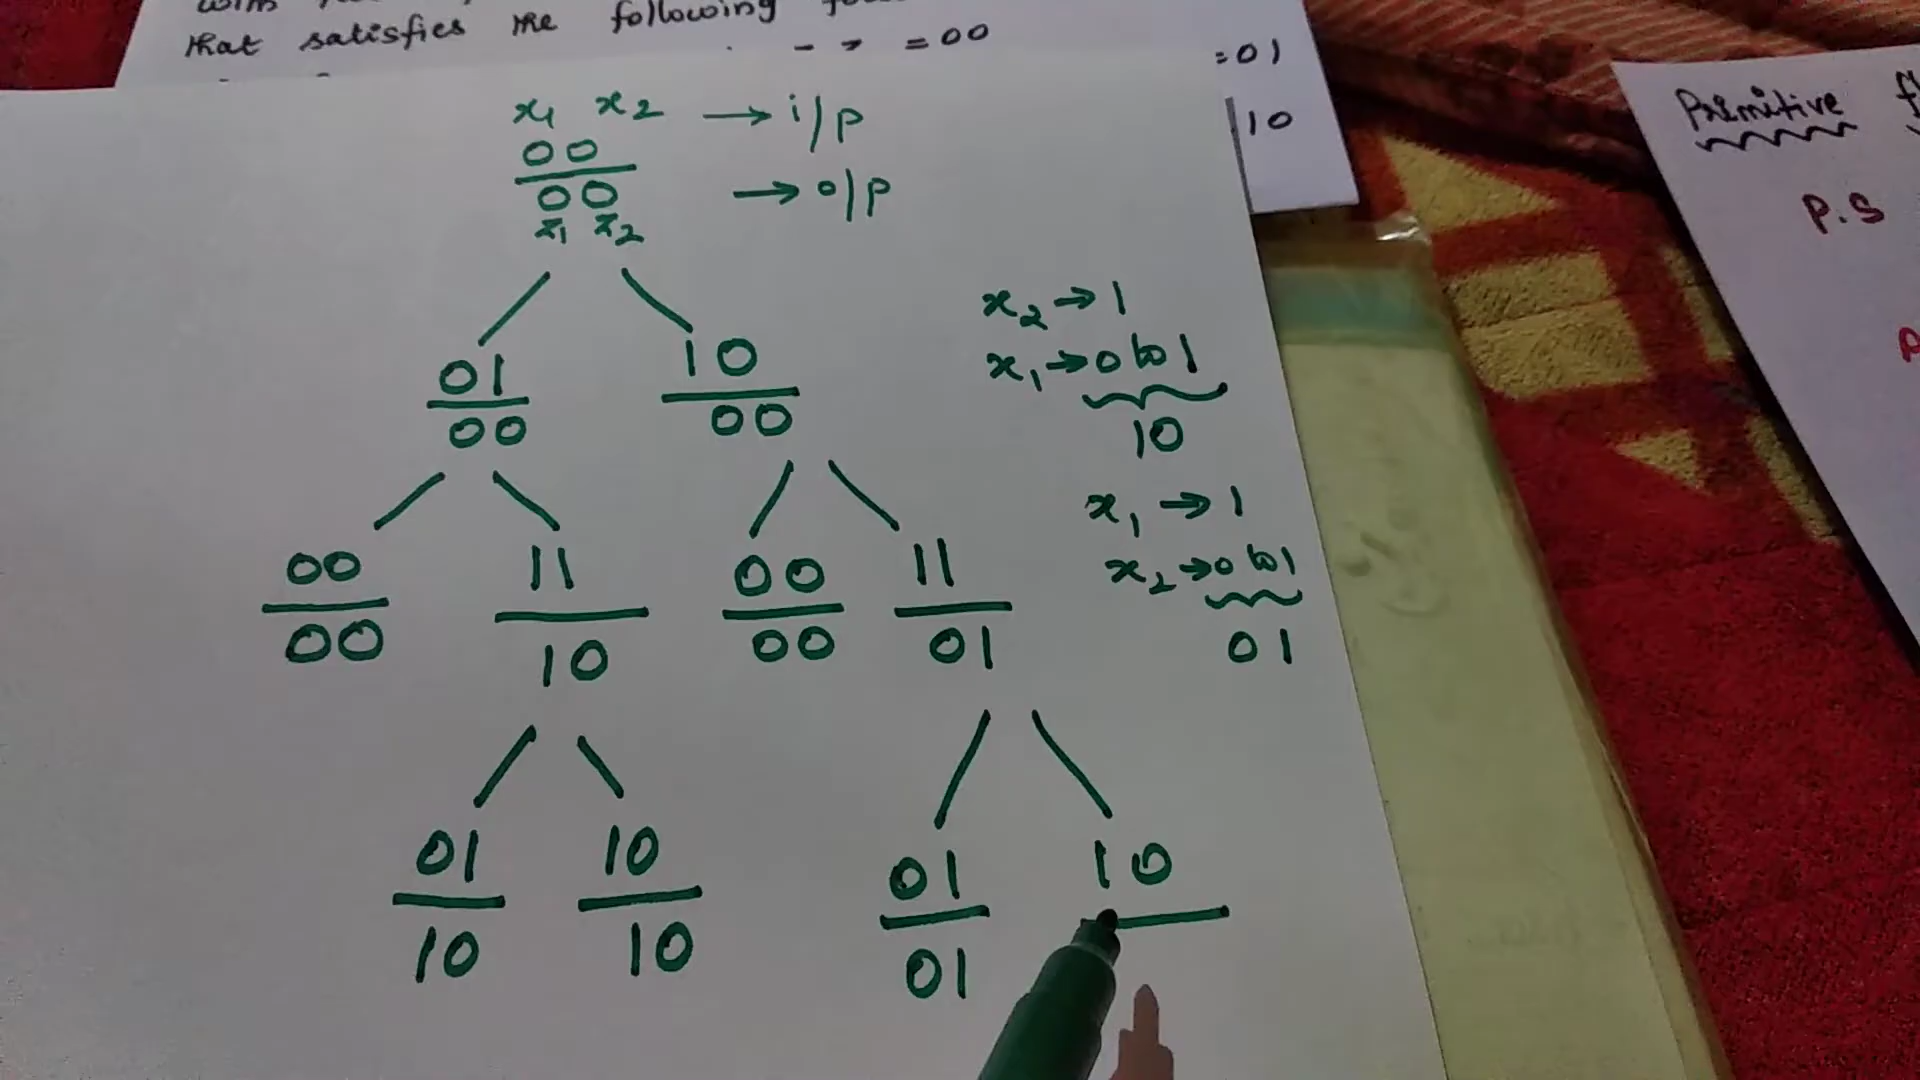 that satisfies the following
= 00
= 01
10
x1 x2 → i/p
00
00 → o/p
z1 z2
01 10
00 00
00 11 00 11
00 10 00 01
01 10 01 10
10 10 01
x2 → 1
x1 → 0 to 1
10
x1 → 1
x2 → 0 to 1
01
Primitive
P.S